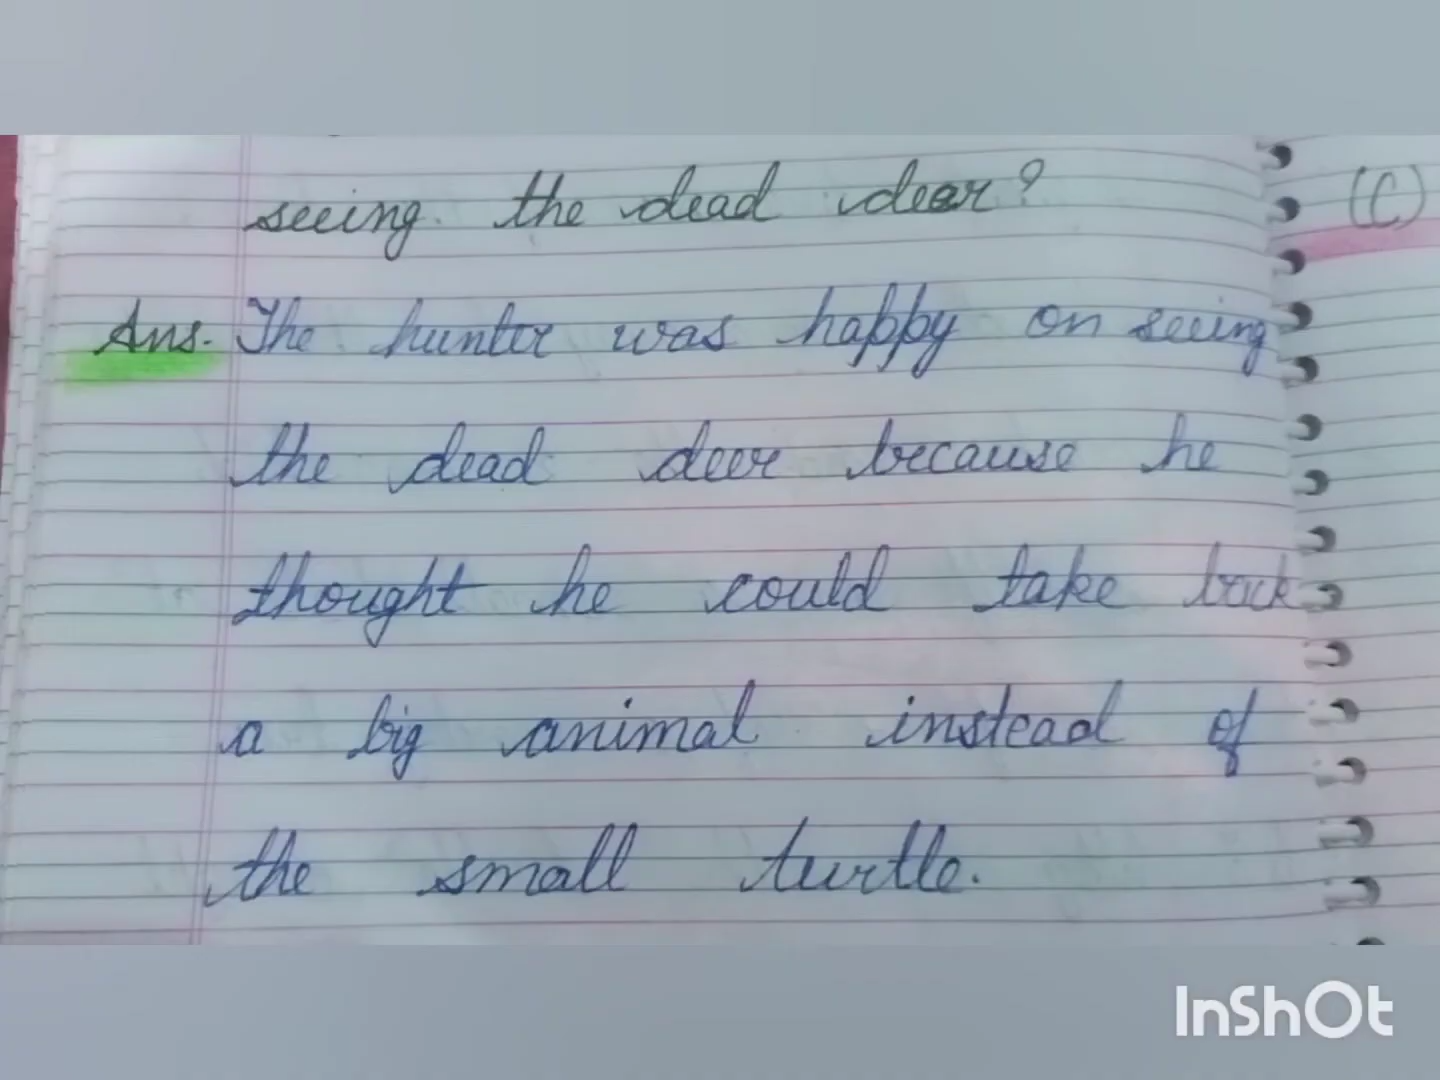 seeing the dead deer?
Ans. The hunter was happy on seeing
the dead deer because he
thought he could take back
a big animal instead of
the small turtle.
(C)
InShOt